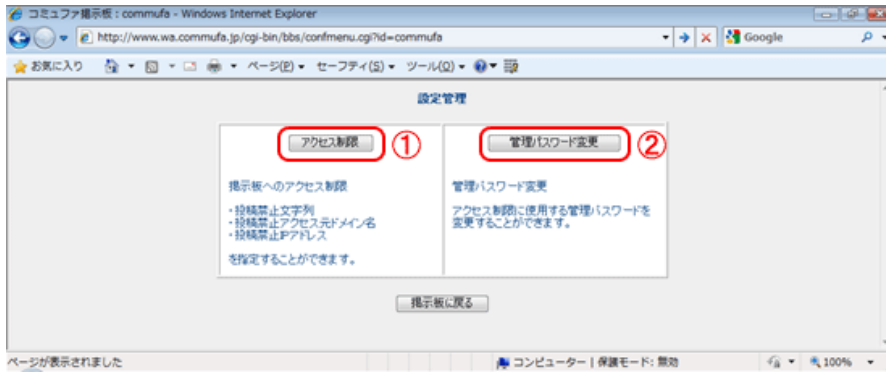 コミュファ掲示板 : commufa - Windows Internet Explorer
http://www.wa.commufa.jp/cgi-bin/bbs/confmenu.cgi?id=commufa
Google
お気に入り ページ(P) セーフティ(S) ツール(O)
設定管理
アクセス制限 ①
管理パスワード変更 ②
掲示板へのアクセス制限
・投稿禁止文字列
・投稿禁止アクセス元ドメイン名
・投稿禁止IPアドレス
を指定することができます。
管理パスワード変更
アクセス制限に使用する管理パスワードを
変更することができます。
掲示板に戻る
ページが表示されました コンピューター | 保護モード: 無効 100%